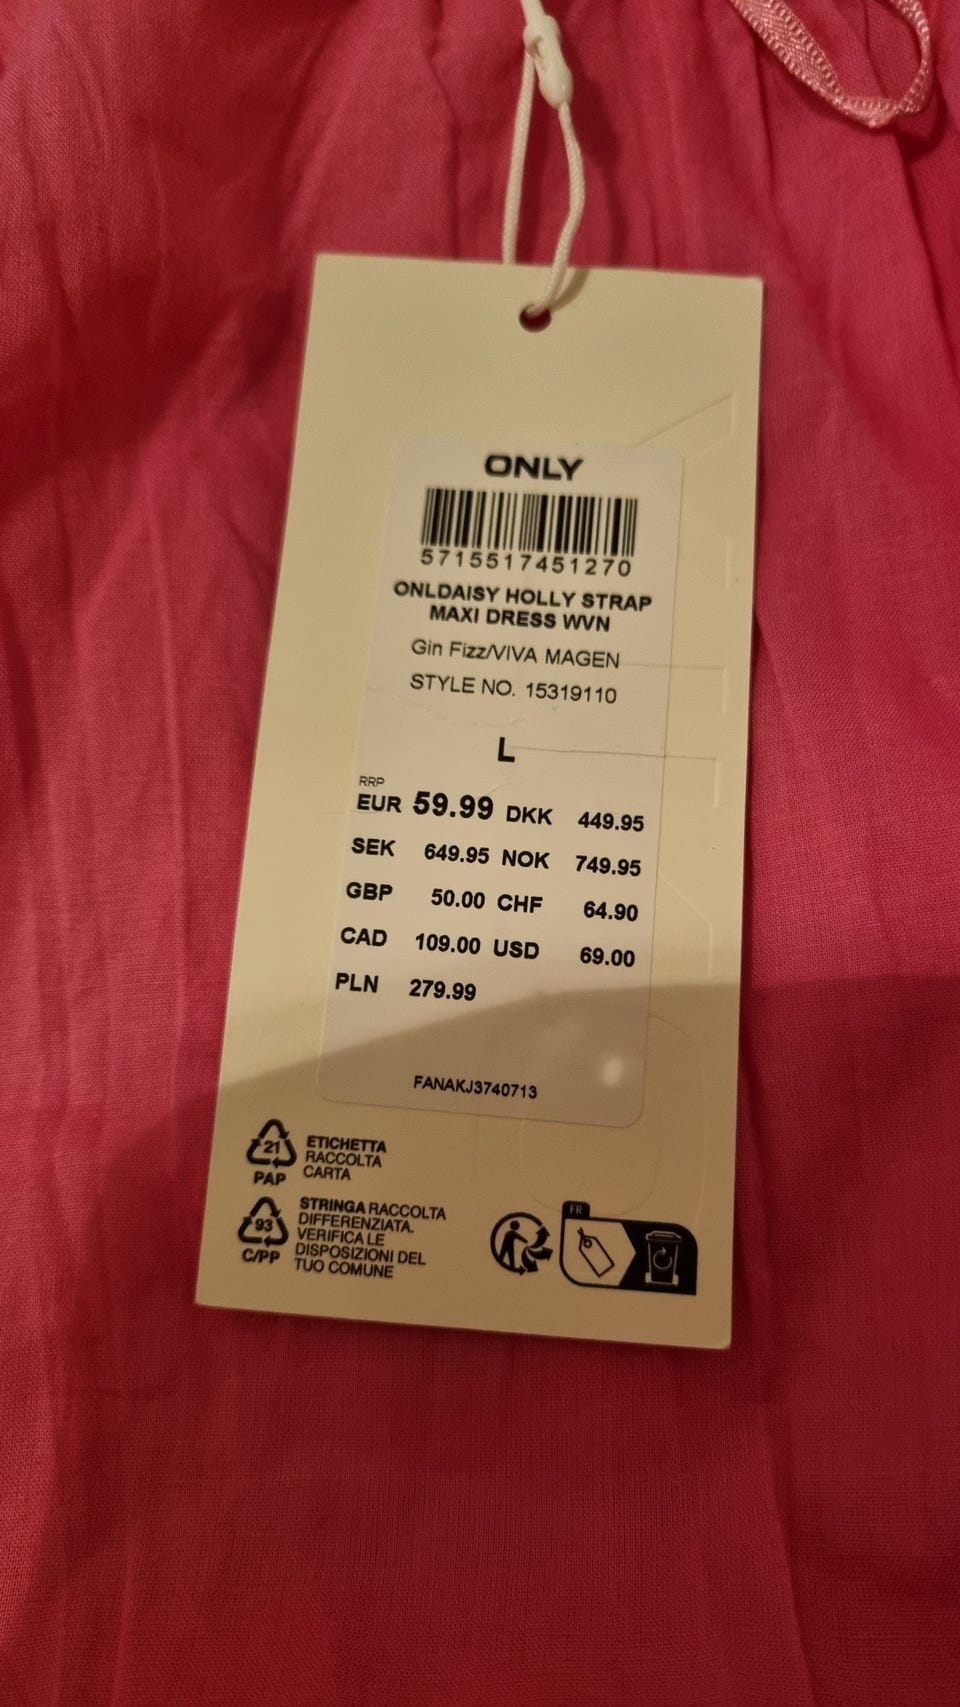 ONLY
5715517451270
ONLDAISY HOLLY STRAP
MAXI DRESS WVN
Gin Fizz/VIVA MAGEN
STYLE NO. 15319110
L
RRP
EUR 59.99 DKK 449.95
SEK 649.95 NOK 749.95
GBP 50.00 CHF 64.90
CAD 109.00 USD 69.00
PLN 279.99
FANAKJ3740713
21
PAP
ETICHETTA
RACCOLTA
CARTA
93
C/PP
STRINGA RACCOLTA
DIFFERENZIATA.
VERIFICA LE
DISPOSIZIONI DEL
TUO COMUNE
FR